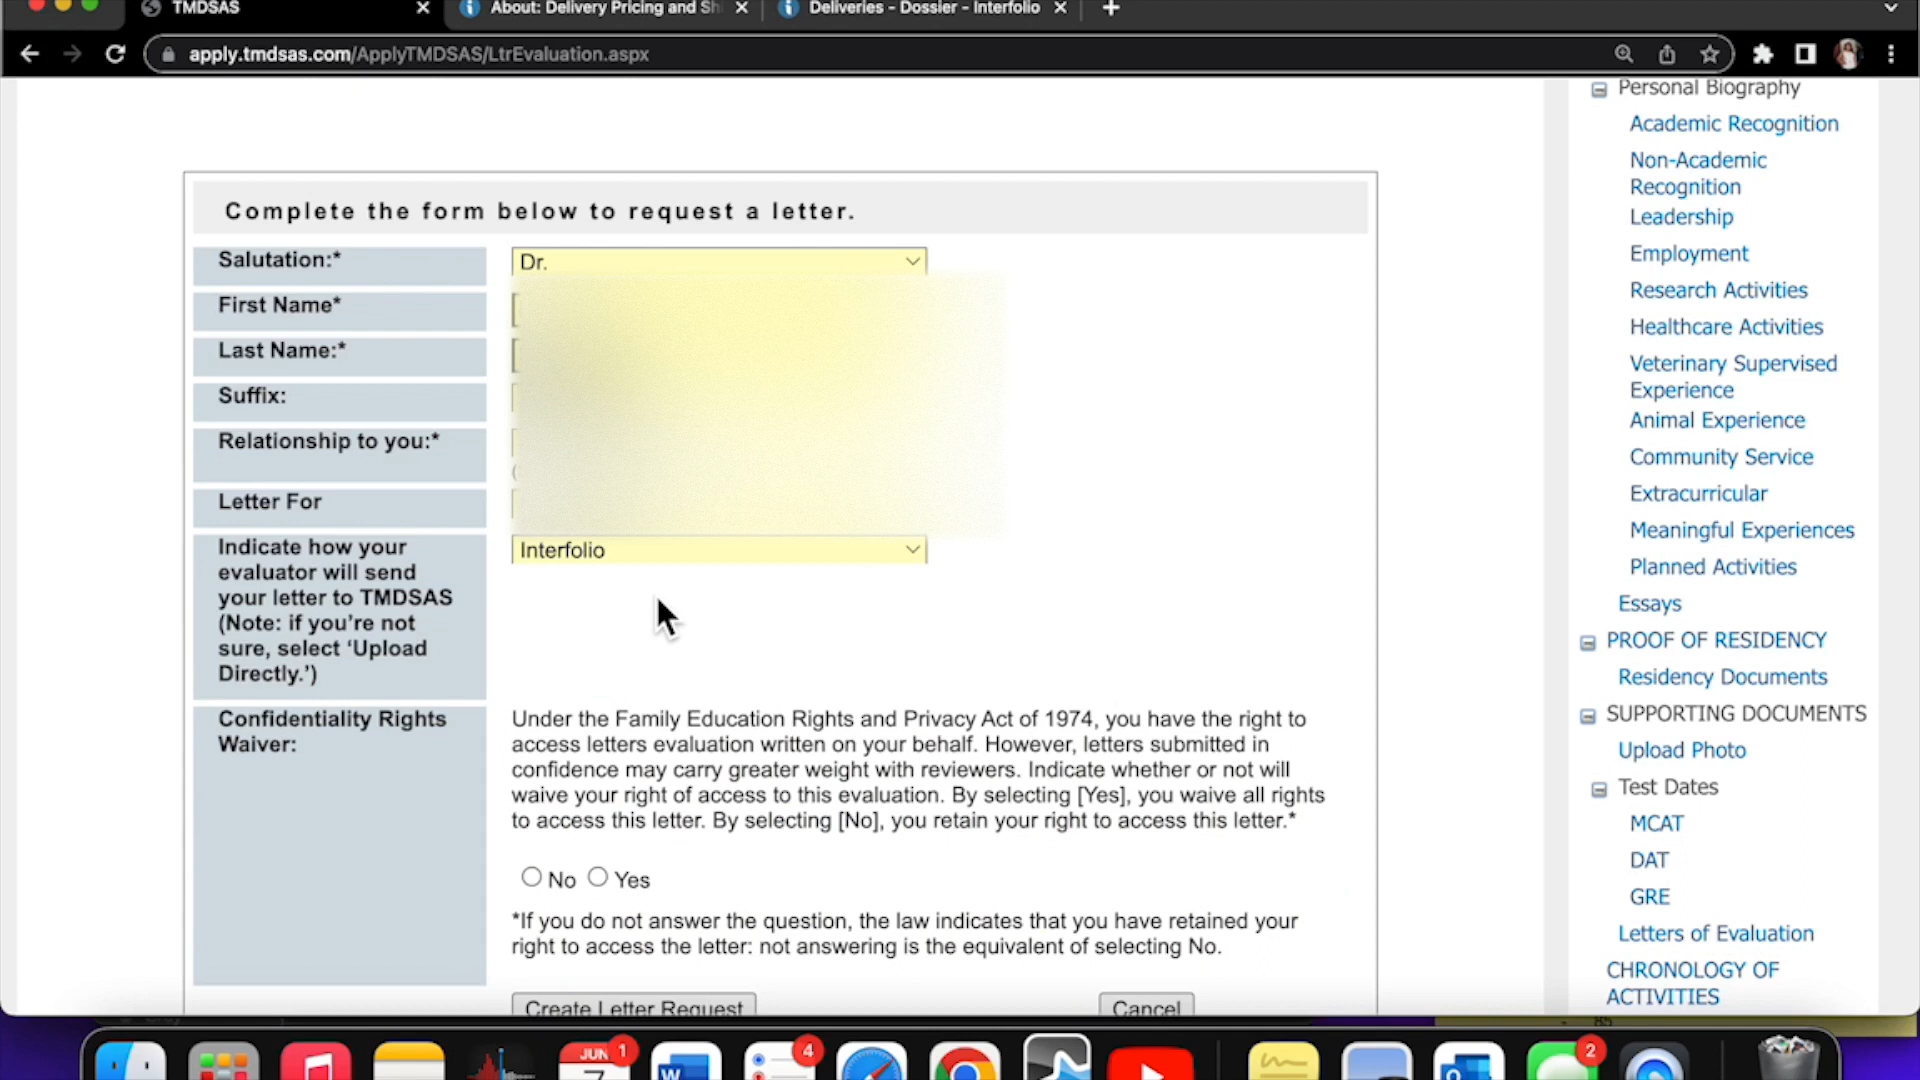 TMDSAS
About: Delivery Pricing and Sh
Deliveries - Dossier - Interfolio
apply.tmdsas.com/ApplyTMDSAS/LtrEvaluation.aspx
Complete the form below to request a letter.
Salutation:*
Dr.
First Name*
Last Name:*
Suffix:
Relationship to you:*
Letter For
Indicate how your
evaluator will send
your letter to TMDSAS
(Note: if you’re not
sure, select ‘Upload
Directly.’)
Interfolio
Confidentiality Rights
Waiver:
Under the Family Education Rights and Privacy Act of 1974, you have the right to
access letters evaluation written on your behalf. However, letters submitted in
confidence may carry greater weight with reviewers. Indicate whether or not will
waive your right of access to this evaluation. By selecting [Yes], you waive all rights
to access this letter. By selecting [No], you retain your right to access this letter.*
No Yes
*If you do not answer the question, the law indicates that you have retained your
right to access the letter: not answering is the equivalent of selecting No.
Create Letter Request
Cancel
Personal Biography
Academic Recognition
Non-Academic
Recognition
Leadership
Employment
Research Activities
Healthcare Activities
Veterinary Supervised
Experience
Animal Experience
Community Service
Extracurricular
Meaningful Experiences
Planned Activities
Essays
PROOF OF RESIDENCY
Residency Documents
SUPPORTING DOCUMENTS
Upload Photo
Test Dates
MCAT
DAT
GRE
Letters of Evaluation
CHRONOLOGY OF
ACTIVITIES
JUN
1
4
2